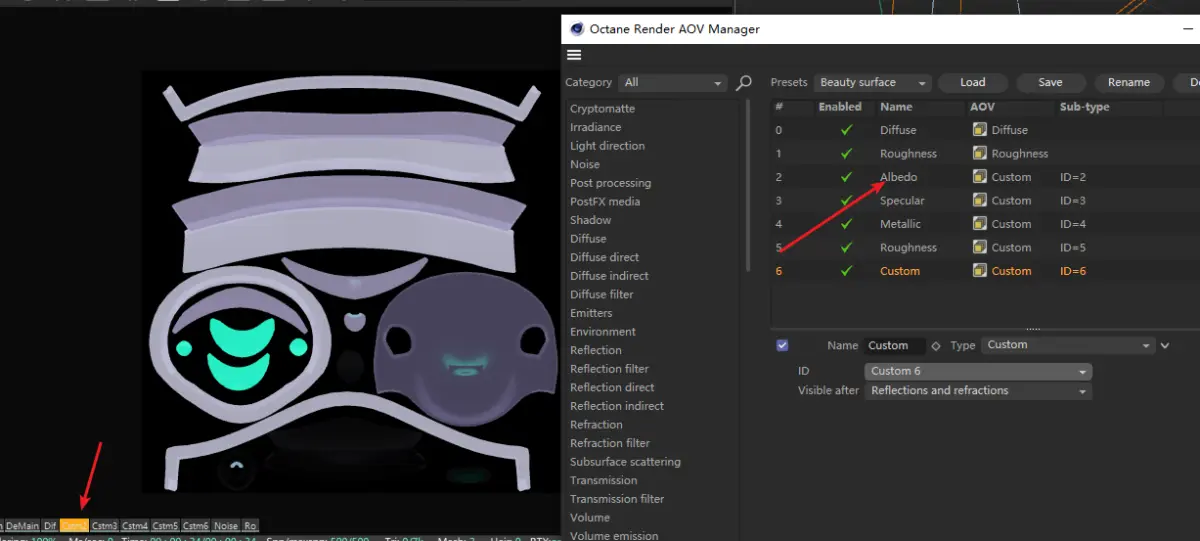 Octane Render AOV Manager
Category All Presets Beauty surface Load Save Rename
# Enabled Name AOV Sub-type
Cryptomatte
Irradiance
Light direction
Noise
Post processing
PostFX media
Shadow
Diffuse
Diffuse direct
Diffuse indirect
Diffuse filter
Emitters
Environment
Reflection
Reflection filter
Reflection direct
Reflection indirect
Refraction
Refraction filter
Subsurface scattering
Transmission
Transmission filter
Volume
Volume emission
0 Diffuse Diffuse
1 Roughness Roughness
2 Albedo Custom ID=2
3 Specular Custom ID=3
4 Metallic Custom ID=4
5 Roughness Custom ID=5
6 Custom Custom ID=6
Name Custom Type Custom
ID Custom 6
Visible after Reflections and refractions
DeMain Dif Cstm2 Cstm3 Cstm4 Cstm5 Cstm6 Noise Ro